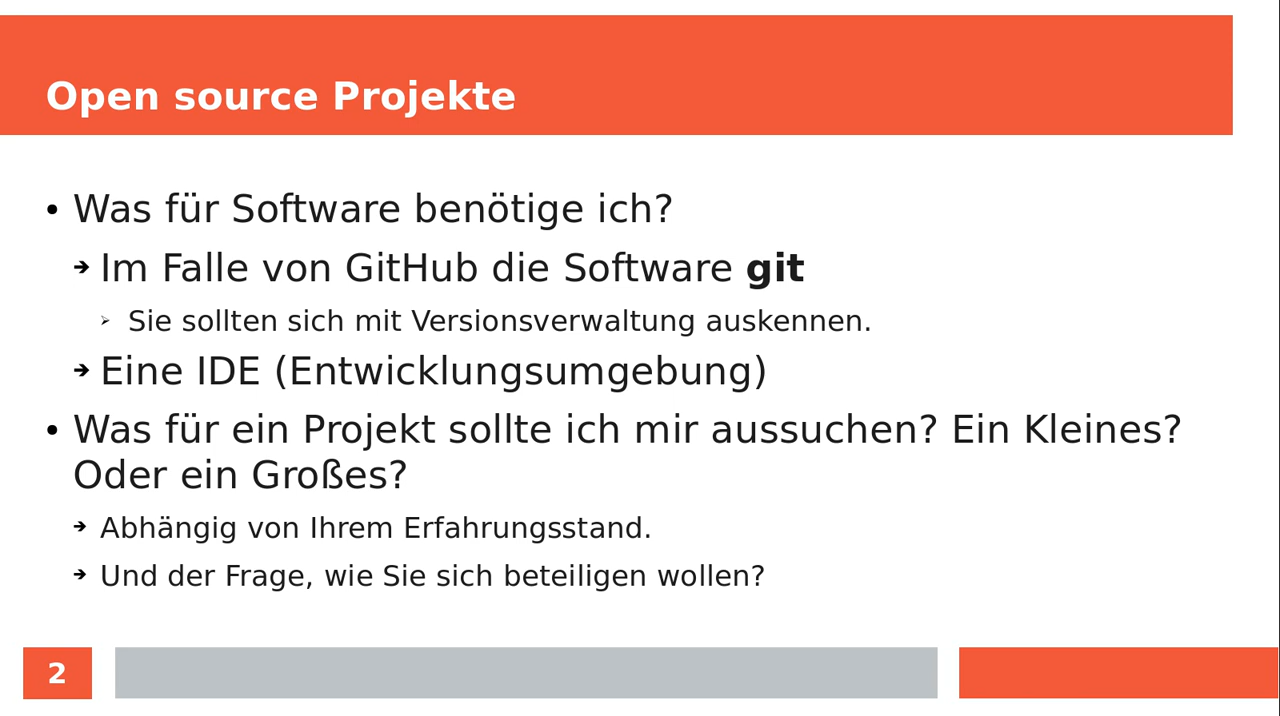 Open source Projekte
• Was für Software benötige ich?
➔ Im Falle von GitHub die Software git
➢ Sie sollten sich mit Versionsverwaltung auskennen.
➔ Eine IDE (Entwicklungsumgebung)
• Was für ein Projekt sollte ich mir aussuchen? Ein Kleines?
Oder ein Großes?
➔ Abhängig von Ihrem Erfahrungsstand.
➔ Und der Frage, wie Sie sich beteiligen wollen?
2